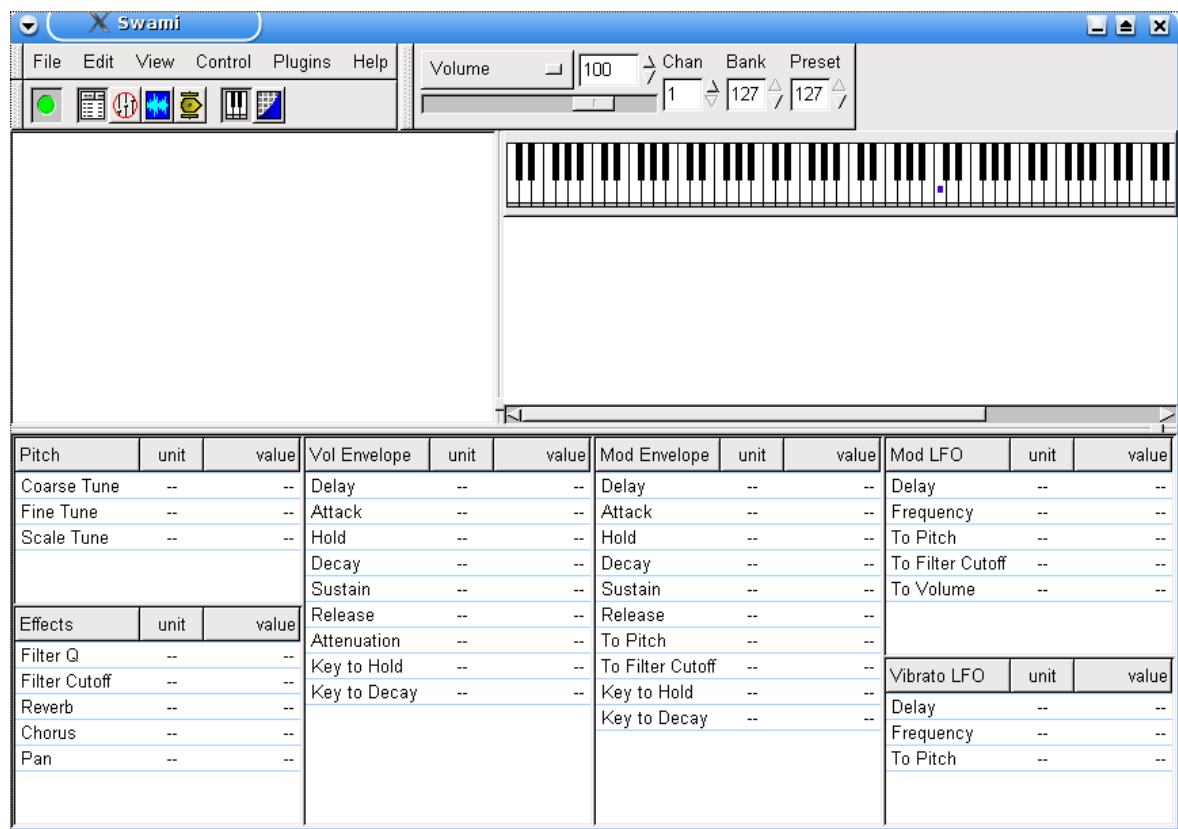 Swami
File Edit View Control Plugins Help
Volume 100 Chan Bank Preset
1 127 127
Pitch unit value
Coarse Tune -- --
Fine Tune -- --
Scale Tune -- --
Effects unit value
Filter Q -- --
Filter Cutoff -- --
Reverb -- --
Chorus -- --
Pan -- --
Vol Envelope unit value
Delay -- --
Attack -- --
Hold -- --
Decay -- --
Sustain -- --
Release -- --
Attenuation -- --
Key to Hold -- --
Key to Decay -- --
Mod Envelope unit value
Delay -- --
Attack -- --
Hold -- --
Decay -- --
Sustain -- --
Release -- --
To Pitch -- --
To Filter Cutoff -- --
Key to Hold -- --
Key to Decay -- --
Mod LFO unit value
Delay -- --
Frequency -- --
To Pitch -- --
To Filter Cutoff -- --
To Volume -- --
Vibrato LFO unit value
Delay -- --
Frequency -- --
To Pitch -- --